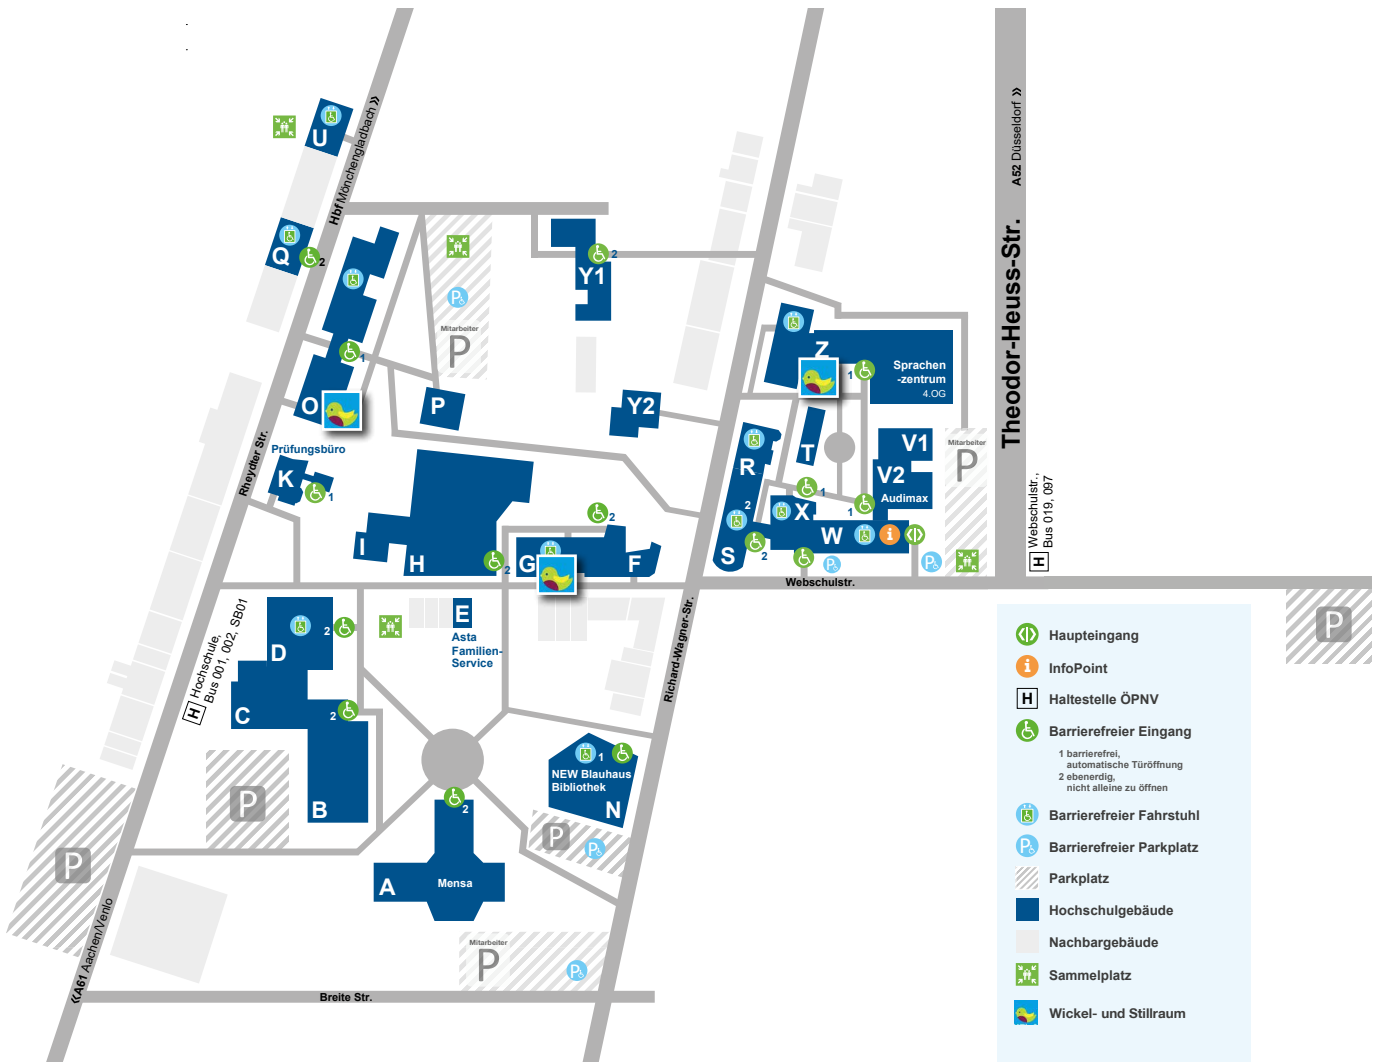 U
Hbf Mönchengladbach »
A52 Düsseldorf »
Theodor-Heuss-Str.
Q
2
2
Y1
P
Mitarbeiter
P
1
Z
1
Sprachen
-zentrum
4.OG
O
P
Y2
Prüfungsbüro
Rheydter Str.
K
1
R
T
V1
V2
Audimax
Mitarbeiter
P
H Webschulstr.,
Bus 019, 097
2
1
X
1
W
i
S
2
P
P
Webschulstr.
I
H
2
G
2
F
H Hochschule,
Bus 001, 002, SB01
D
2
E
Asta
Familien-
Service
Richard-Wagner-Str.
P
C
2
B
P
P
1
NEW Blauhaus
Bibliothek
N
P
P
2
A
Mensa
Mitarbeiter
P
P
«A61 Aachen/Venlo
Breite Str.
Haupteingang
i InfoPoint
H Haltestelle ÖPNV
Barrierefreier Eingang
1 barrierefrei,
automatische Türöffnung
2 ebenerdig,
nicht alleine zu öffnen
Barrierefreier Fahrstuhl
P Barrierefreier Parkplatz
Parkplatz
Hochschulgebäude
Nachbargebäude
Sammelplatz
Wickel- und Stillraum